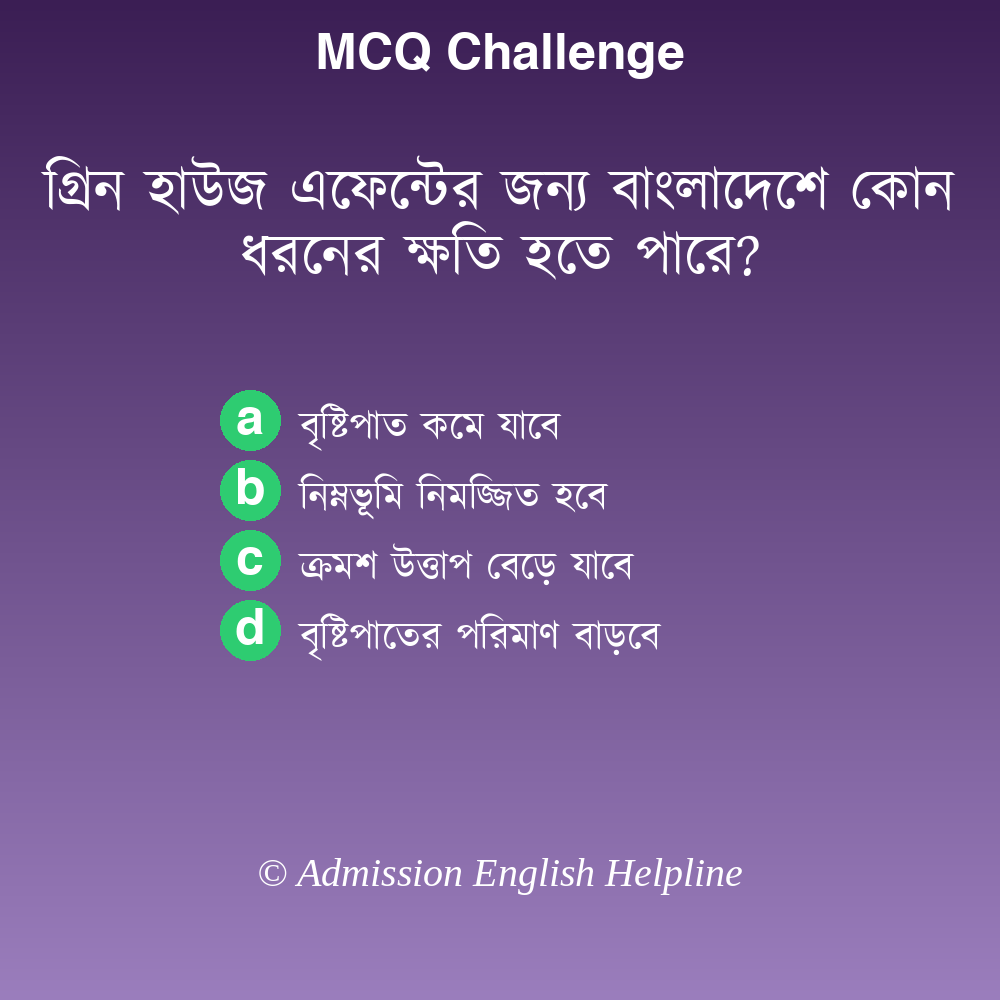 MCQ Challenge
গ্রিন হাউজ এফেন্টের জন্য বাংলাদেশে কোন
ধরনের ক্ষতি হতে পারে?
a বৃষ্টিপাত কমে যাবে
b নিম্নভূমি নিমজ্জিত হবে
c ক্রমশ উত্তাপ বেড়ে যাবে
d বৃষ্টিপাতের পরিমাণ বাড়বে
© Admission English Helpline